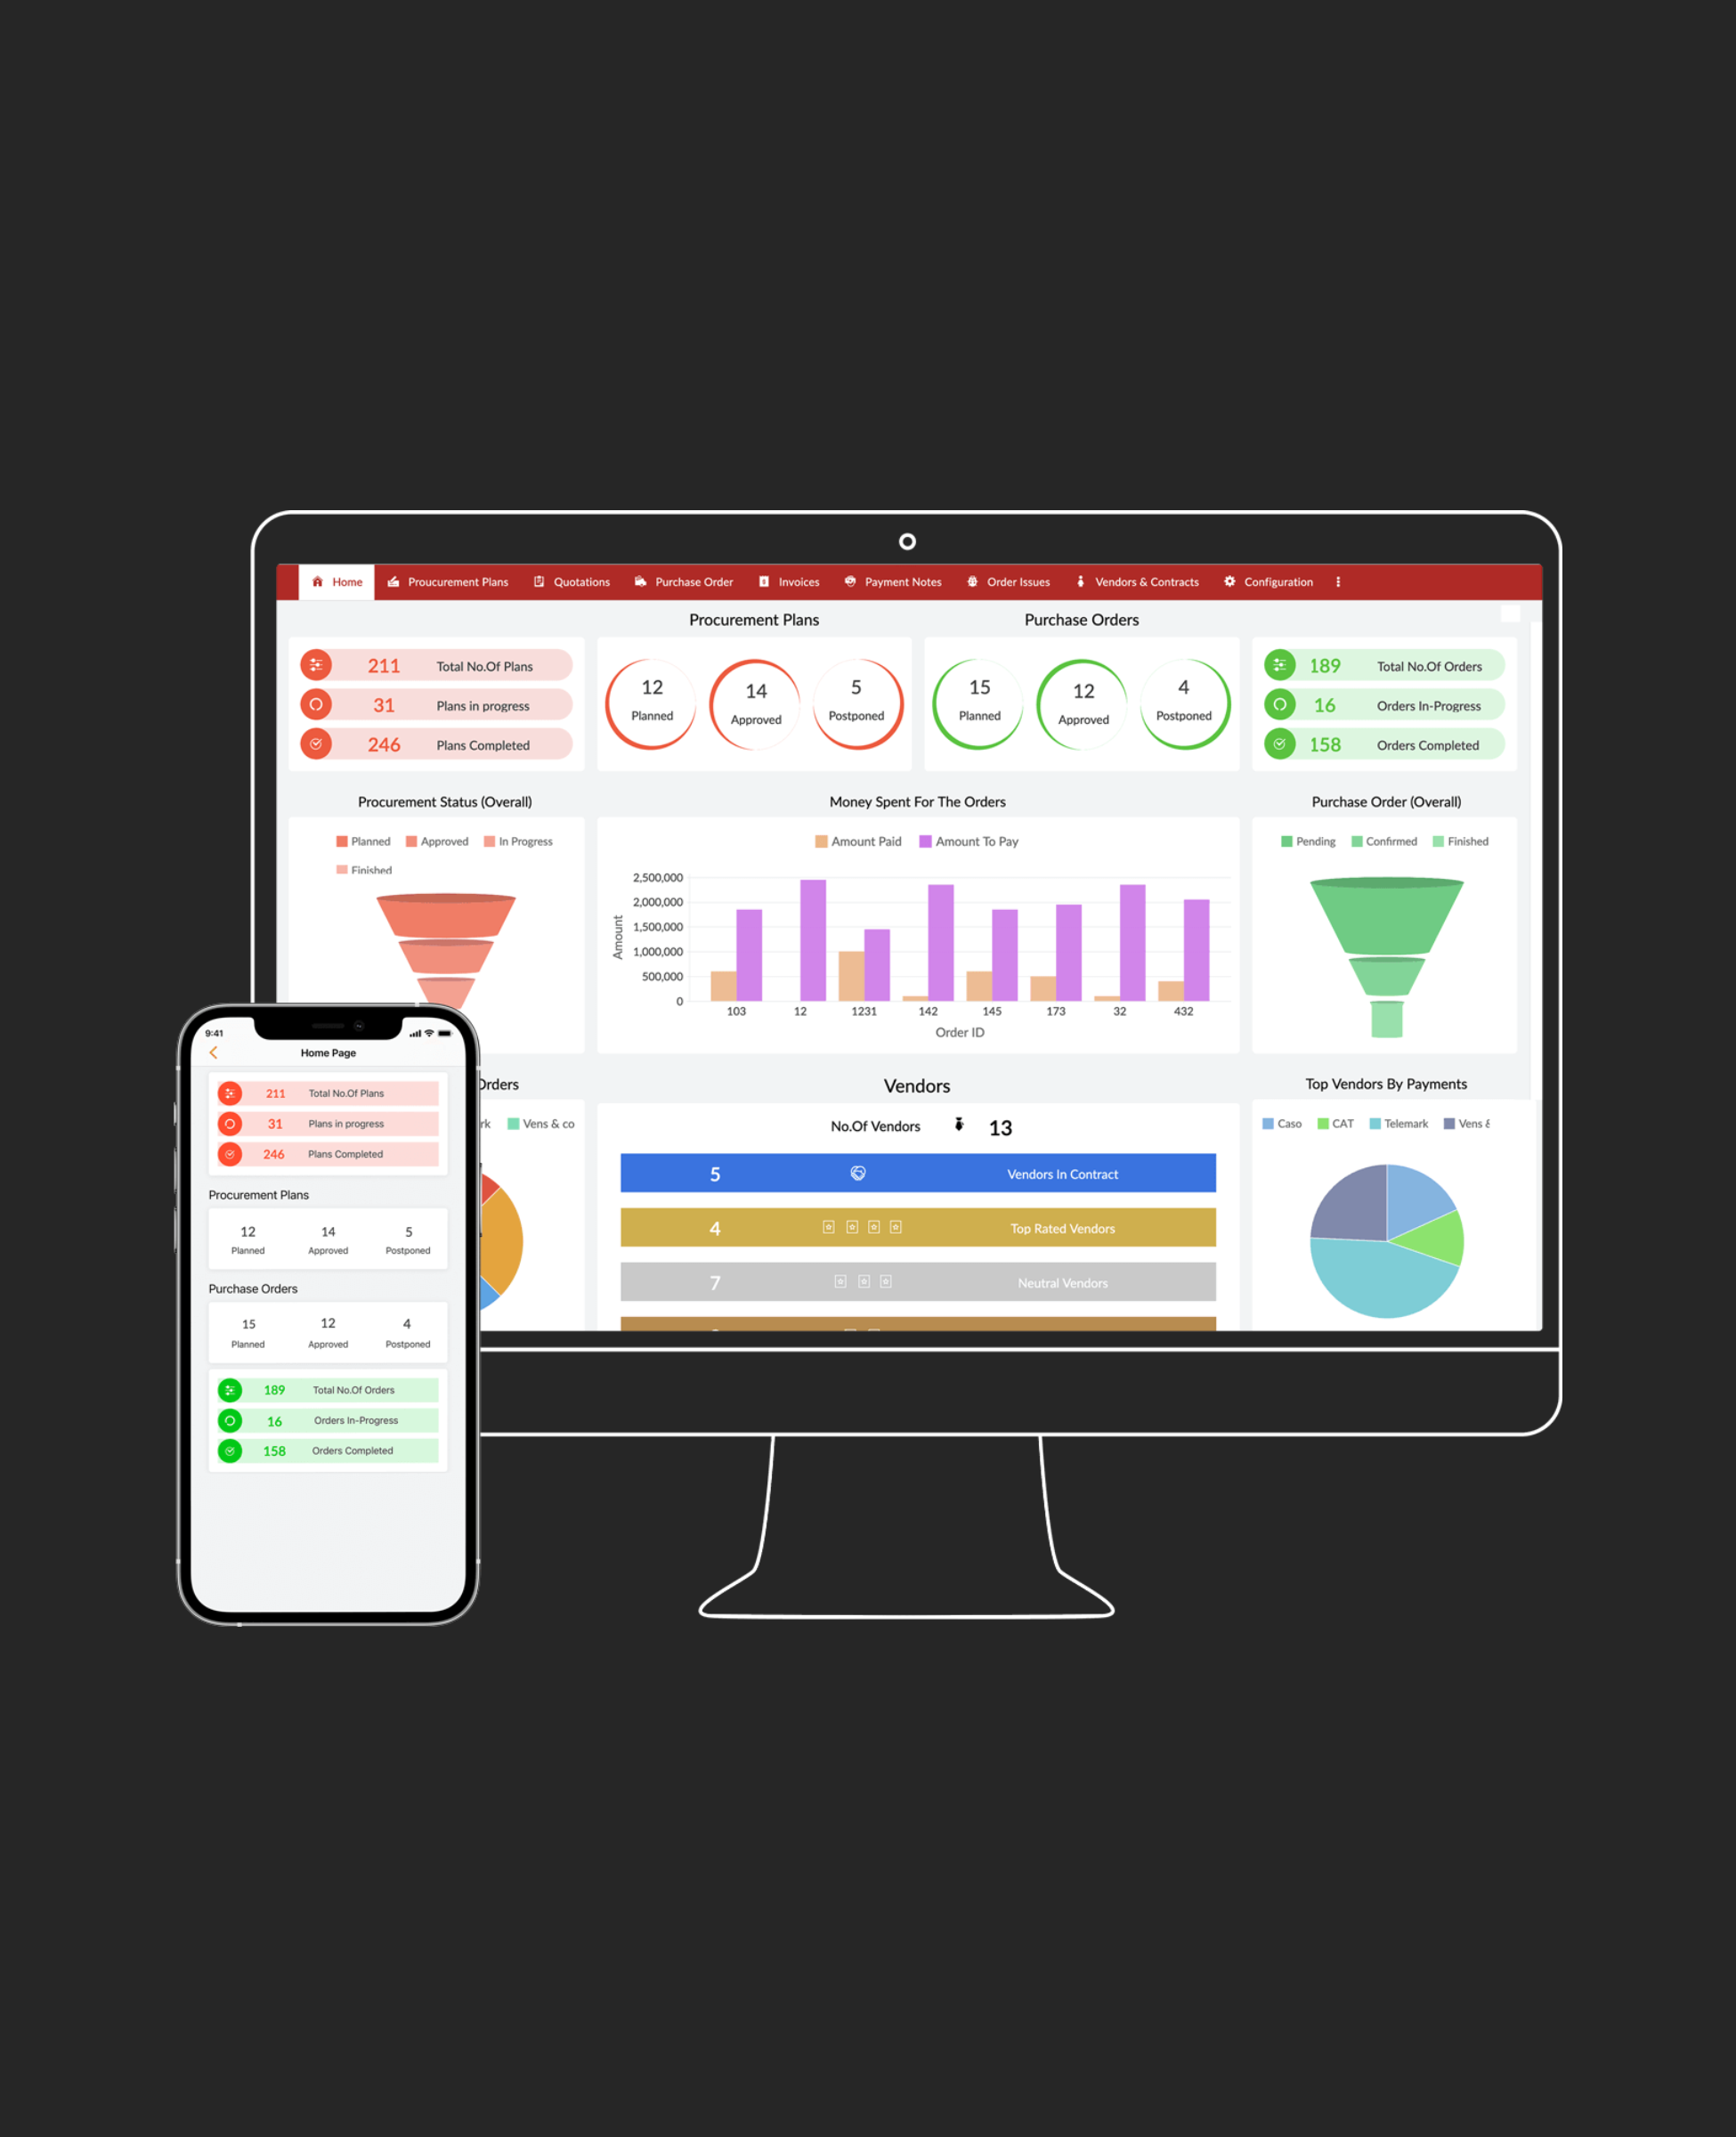 Home Proucurement Plans Quotations Purchase Order Invoices Payment Notes Order Issues Vendors & Contracts Configuration
Procurement Plans Purchase Orders
211 Total No.Of Plans
31 Plans in progress
246 Plans Completed
12 Planned
14 Approved
5 Postponed
15 Planned
12 Approved
4 Postponed
189 Total No.Of Orders
16 Orders In-Progress
158 Orders Completed
Procurement Status (Overall)
Planned Approved In Progress
Finished
Money Spent For The Orders
Amount Paid Amount To Pay
Amount
2,500,000
2,000,000
1,500,000
1,000,000
500,000
0
103 12 1231 142 145 173 32 432
Order ID
Purchase Order (Overall)
Pending Confirmed Finished
Orders
rk Vens & co
Vendors
No.Of Vendors 13
5 Vendors In Contract
4 Top Rated Vendors
7 Neutral Vendors
Top Vendors By Payments
Caso CAT Telemark Vens &
9:41
Home Page
211 Total No.Of Plans
31 Plans in progress
246 Plans Completed
Procurement Plans
12 14 5
Planned Approved Postponed
Purchase Orders
15 12 4
Planned Approved Postponed
189 Total No.Of Orders
16 Orders In-Progress
158 Orders Completed